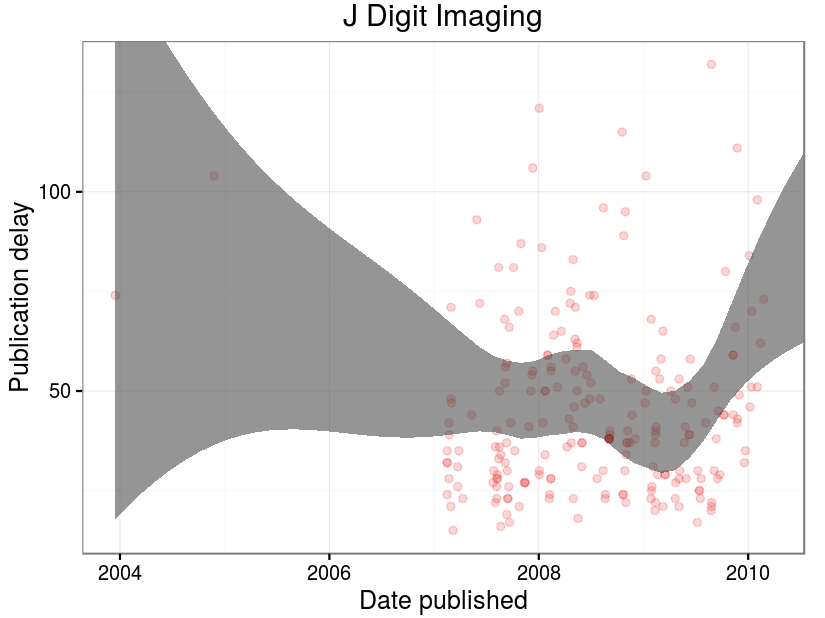 J Digit Imaging
100
50
Publication delay
2004 2006 2008 2010
Date published